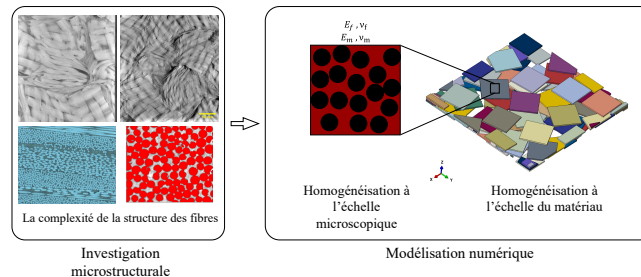 E_f , ν_f
E_m , ν_m
La complexité de la structure des fibres
Homogénéisation à
l'échelle
microscopique
Homogénéisation à
l'échelle du matériau
X
Y
Z
Investigation
microstructurale
Modélisation numérique